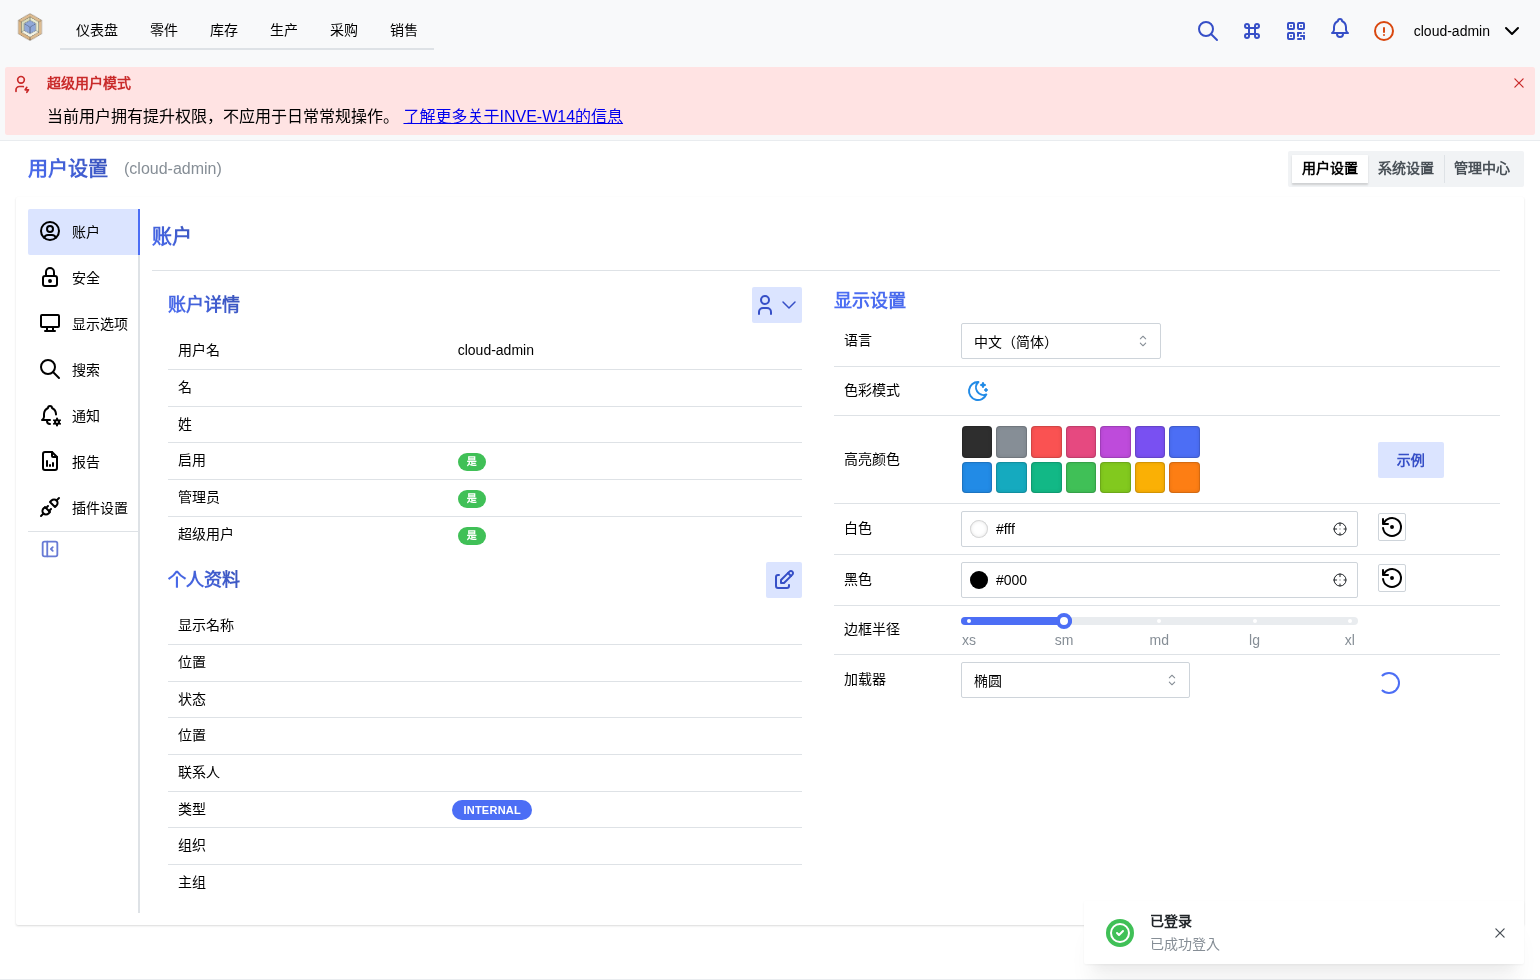 仪表盘
零件
库存
生产
采购
销售
cloud-admin
超级用户模式
当前用户拥有提升权限，不应用于日常常规操作。 了解更多关于INVE-W14的信息
用户设置
(cloud-admin)
用户设置
系统设置
管理中心
账户
安全
显示选项
搜索
通知
报告
插件设置
账户
账户详情
用户名
cloud-admin
名
姓
启用
是
管理员
是
超级用户
是
个人资料
显示名称
位置
状态
位置
联系人
类型
INTERNAL
组织
主组
显示设置
语言
中文（简体）
色彩模式
高亮颜色
示例
白色
#fff
黑色
#000
边框半径
xs
sm
md
lg
xl
加载器
椭圆
已登录
已成功登入